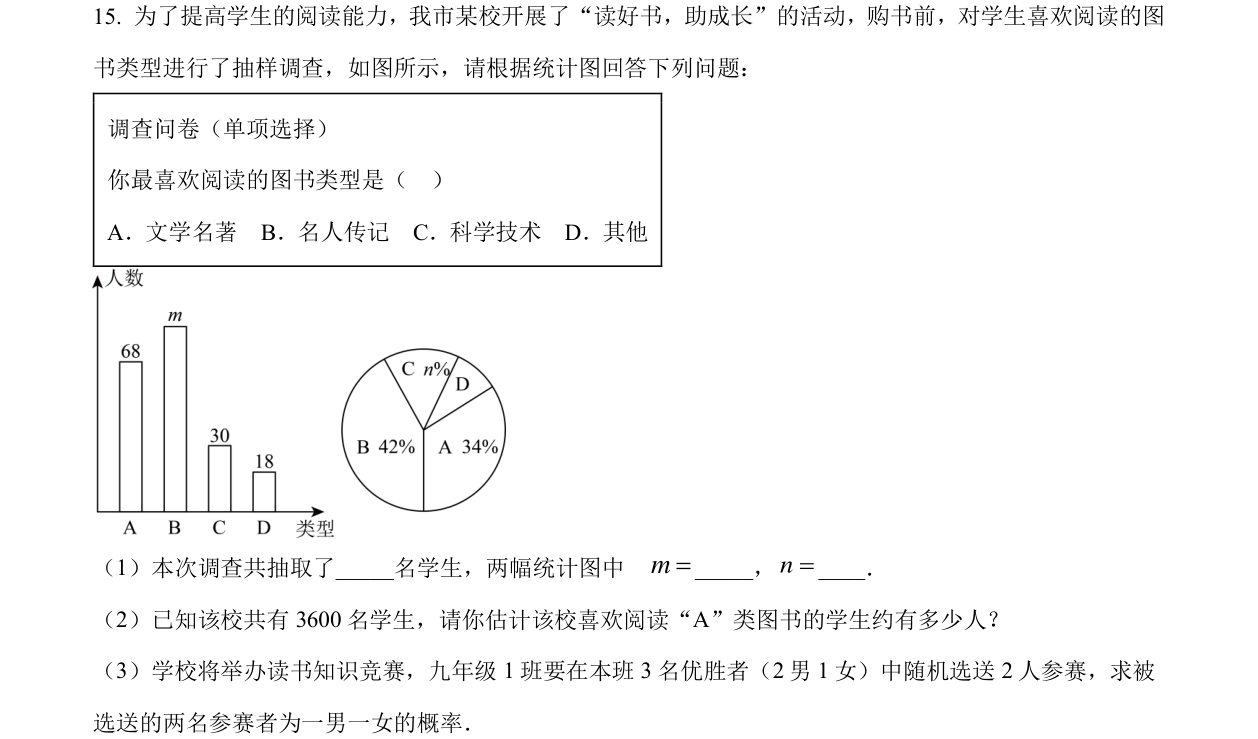 15. 为了提高学生的阅读能力，我市某校开展了“读好书，助成长”的活动，购书前，对学生喜欢阅读的图
书类型进行了抽样调查，如图所示，请根据统计图回答下列问题：
调查问卷（单项选择）
你最喜欢阅读的图书类型是（ ）
A．文学名著 B．名人传记 C．科学技术 D．其他
人数
m
68
30
18
A B C D 类型
C n%
D
B 42% A 34%
（1）本次调查共抽取了_____名学生，两幅统计图中 m=_____，n=____．
（2）已知该校共有 3600 名学生，请你估计该校喜欢阅读“A”类图书的学生约有多少人？
（3）学校将举办读书知识竞赛，九年级 1 班要在本班 3 名优胜者（2 男 1 女）中随机选送 2 人参赛，求被
选送的两名参赛者为一男一女的概率．